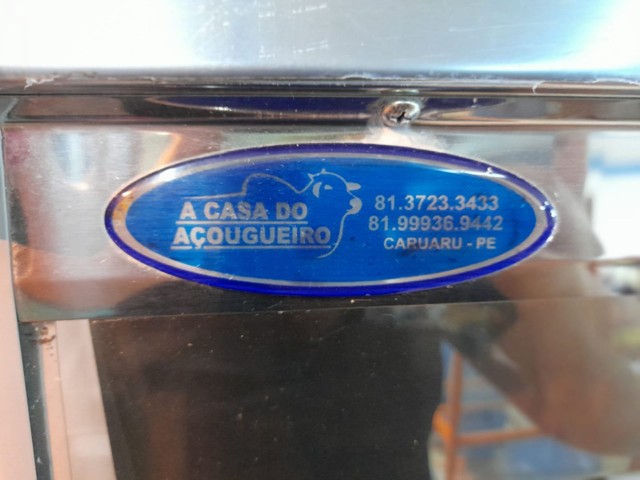 A CASA DO
AÇOUGUEIRO
81.3723.3433
81.99936.9442
CARUARU - PE